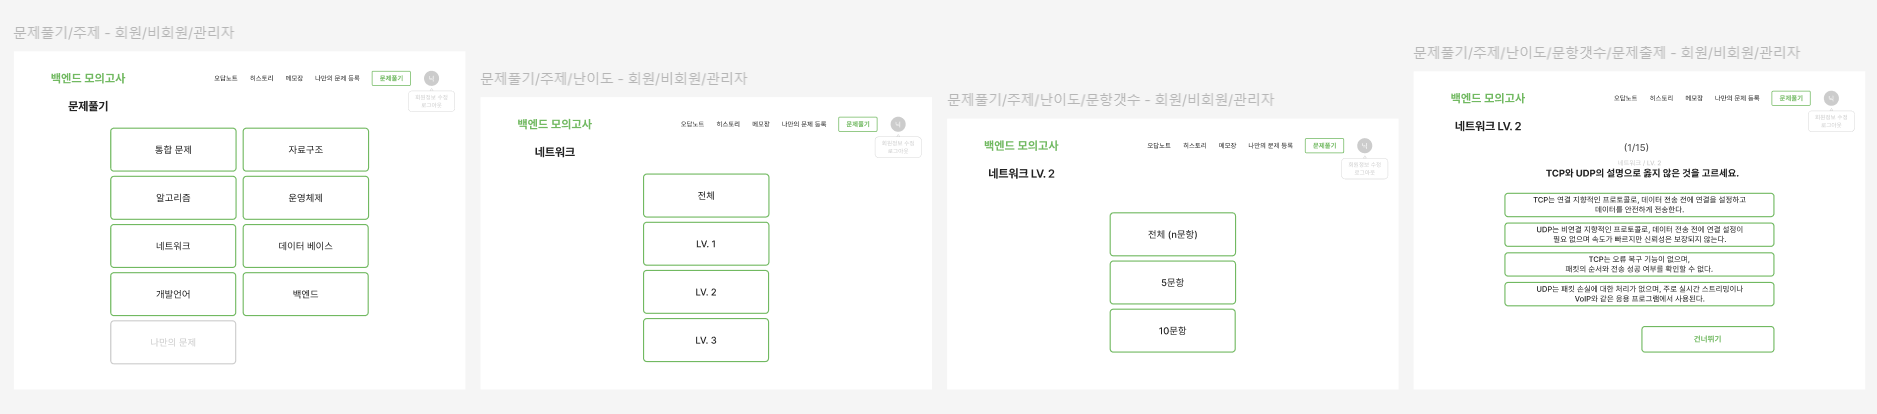 문제풀기/주제 - 회원/비회원/관리자
백엔드 모의고사
오답노트 히스토리 메모장 나만의 문제 등록 문제풀기 닉
회원정보 수정
로그아웃
문제풀기
통합 문제 자료구조
알고리즘 운영체제
네트워크 데이터 베이스
개발언어 백엔드
나만의 문제
문제풀기/주제/난이도 - 회원/비회원/관리자
백엔드 모의고사
오답노트 히스토리 메모장 나만의 문제 등록 문제풀기 닉
회원정보 수정
로그아웃
네트워크
전체
LV. 1
LV. 2
LV. 3
문제풀기/주제/난이도/문항갯수 - 회원/비회원/관리자
백엔드 모의고사
오답노트 히스토리 메모장 나만의 문제 등록 문제풀기 닉
회원정보 수정
로그아웃
네트워크 LV. 2
전체 (n문항)
5문항
10문항
문제풀기/주제/난이도/문항갯수/문제출제 - 회원/비회원/관리자
백엔드 모의고사
오답노트 히스토리 메모장 나만의 문제 등록 문제풀기 닉
회원정보 수정
로그아웃
네트워크 LV. 2
(1/15)
네트워크 / LV. 2
TCP와 UDP의 설명으로 옳지 않은 것을 고르세요.
TCP는 연결 지향적인 프로토콜로, 데이터 전송 전에 연결을 설정하고
데이터를 안전하게 전송한다.
UDP는 비연결 지향적인 프로토콜로, 데이터 전송 전에 연결 설정이
필요 없으며 속도가 빠르지만 신뢰성은 보장되지 않는다.
TCP는 오류 복구 기능이 없으며,
패킷의 순서와 전송 성공 여부를 확인할 수 없다.
UDP는 패킷 손실에 대한 처리가 없으며, 주로 실시간 스트리밍이나
VoIP와 같은 응용 프로그램에서 사용된다.
건너뛰기